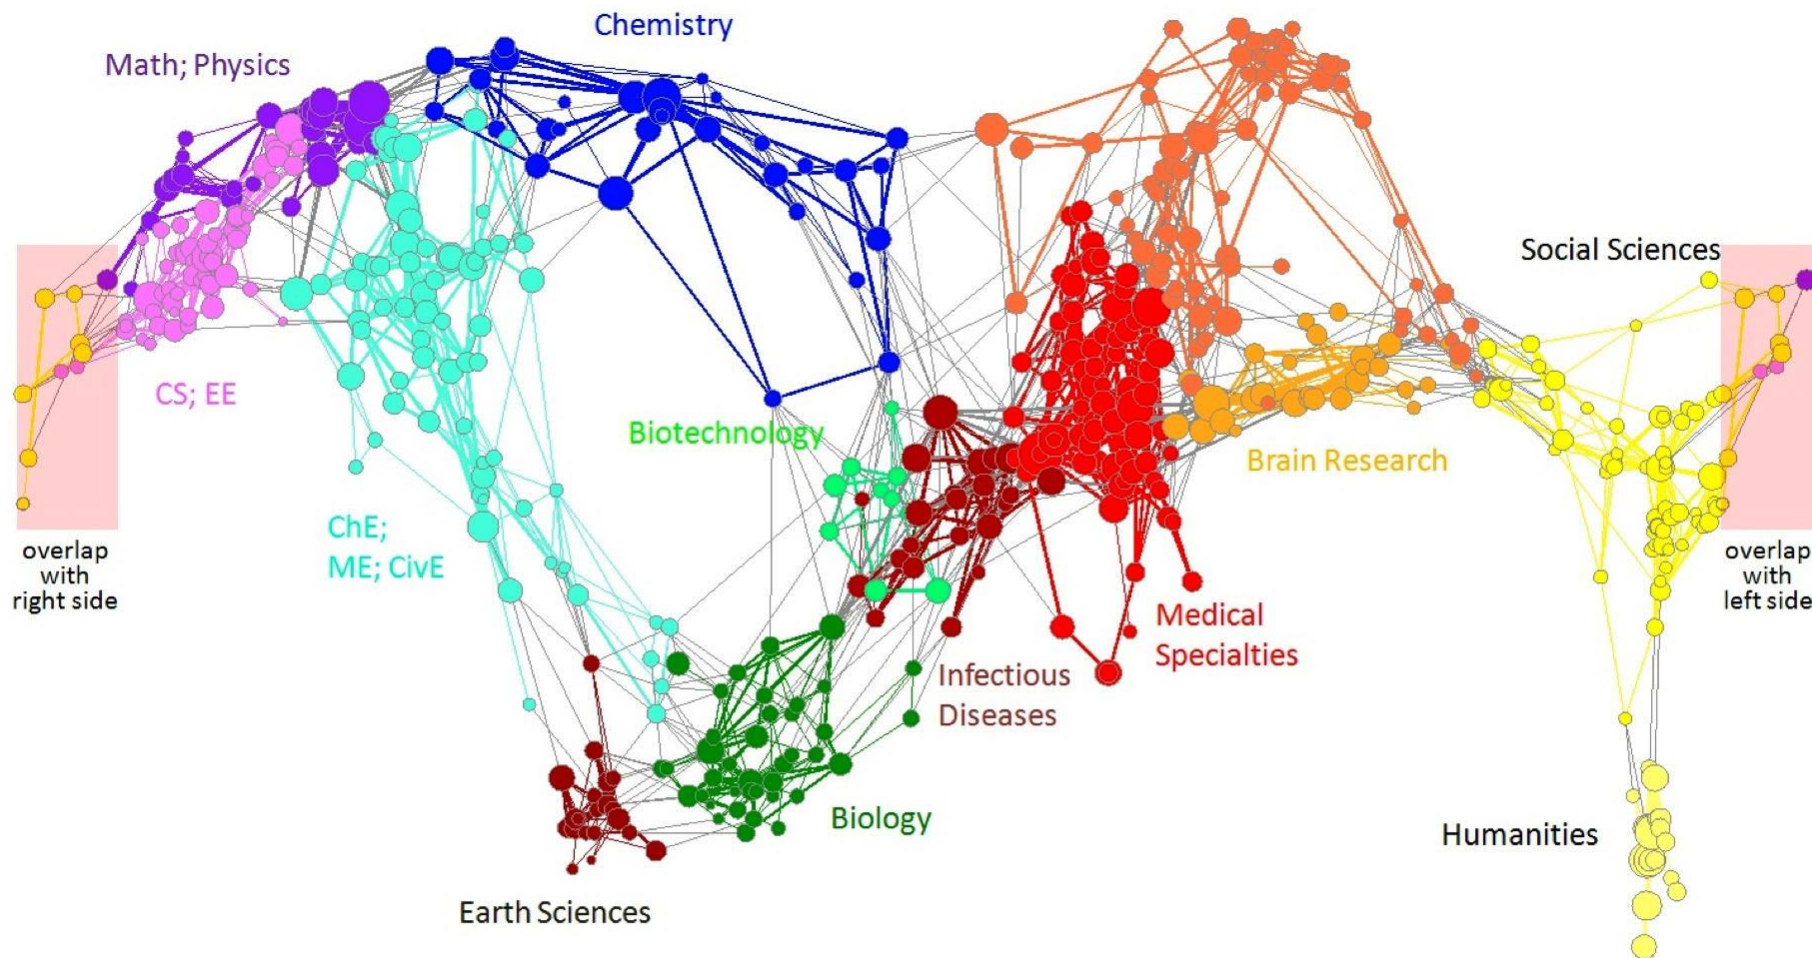 Chemistry
Math; Physics
Social Sciences
CS; EE
Biotechnology
Brain Research
ChE;
ME; CivE
overlap
with
right side
overlap
with
left side
Medical
Specialties
Infectious
Diseases
Biology
Humanities
Earth Sciences